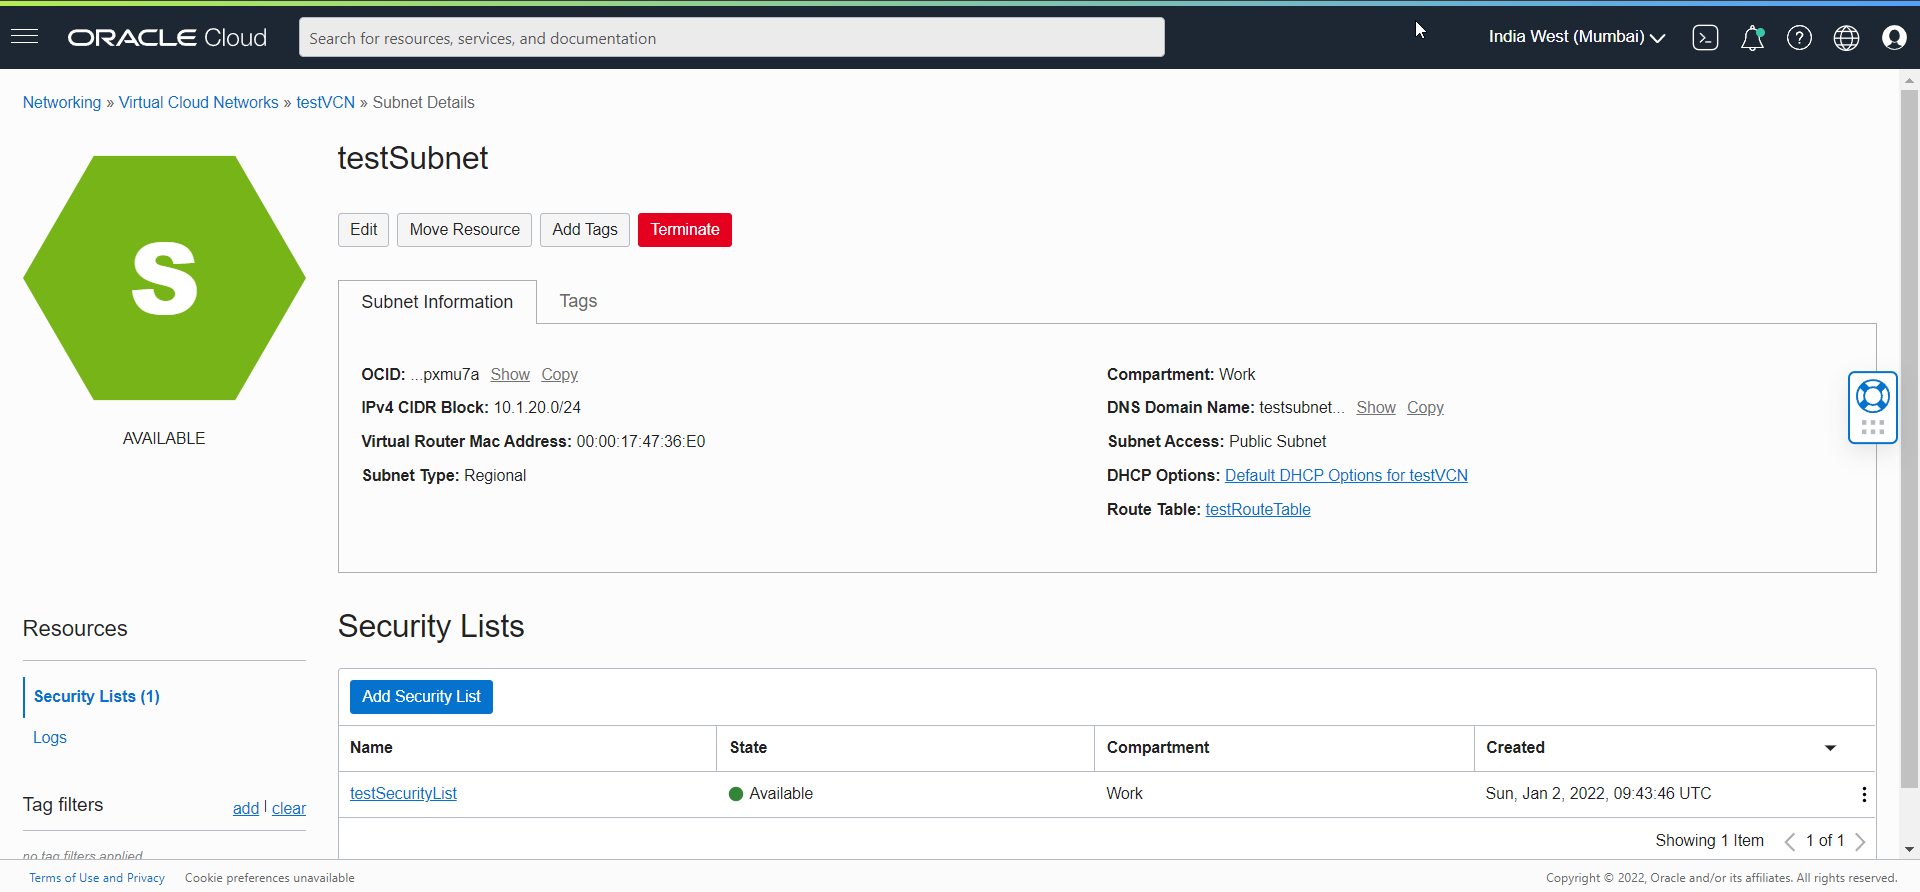 ORACLE Cloud
Search for resources, services, and documentation
India West (Mumbai)
Networking » Virtual Cloud Networks » testVCN » Subnet Details
S
AVAILABLE
testSubnet
Edit
Move Resource
Add Tags
Terminate
Subnet Information
Tags
OCID: ...pxmu7a Show Copy
IPv4 CIDR Block: 10.1.20.0/24
Virtual Router Mac Address: 00:00:17:47:36:E0
Subnet Type: Regional
Compartment: Work
DNS Domain Name: testsubnet... Show Copy
Subnet Access: Public Subnet
DHCP Options: Default DHCP Options for testVCN
Route Table: testRouteTable
Resources
Security Lists (1)
Logs
Tag filters
add | clear
no tag filters applied
Security Lists
Add Security List
Name State Compartment Created
testSecurityList Available Work Sun, Jan 2, 2022, 09:43:46 UTC
Showing 1 Item < 1 of 1 >
Terms of Use and Privacy Cookie preferences unavailable
Copyright © 2022, Oracle and/or its affiliates. All rights reserved.